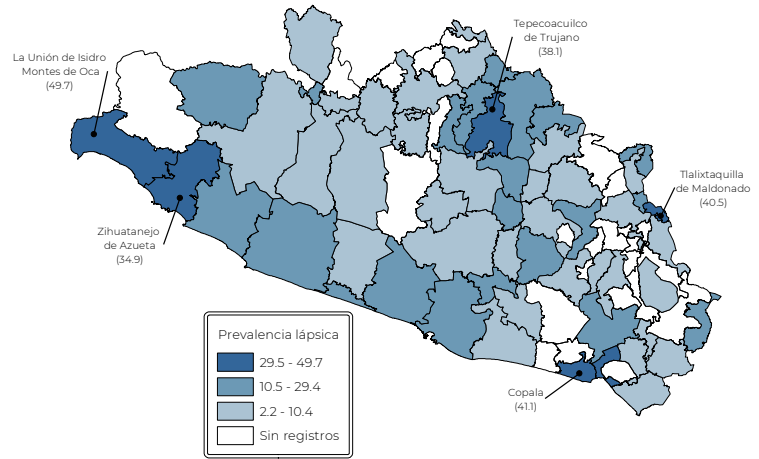 Tepecoacuilco
de Trujano
(38.1)
La Unión de Isidro
Montes de Oca
(49.7)
Tlalixtaquilla
de Maldonado
(40.5)
Zihuatanejo
de Azueta
(34.9)
Prevalencia lápsica
29.5 - 49.7
10.5 - 29.4
2.2 - 10.4
Sin registros
Copala
(41.1)